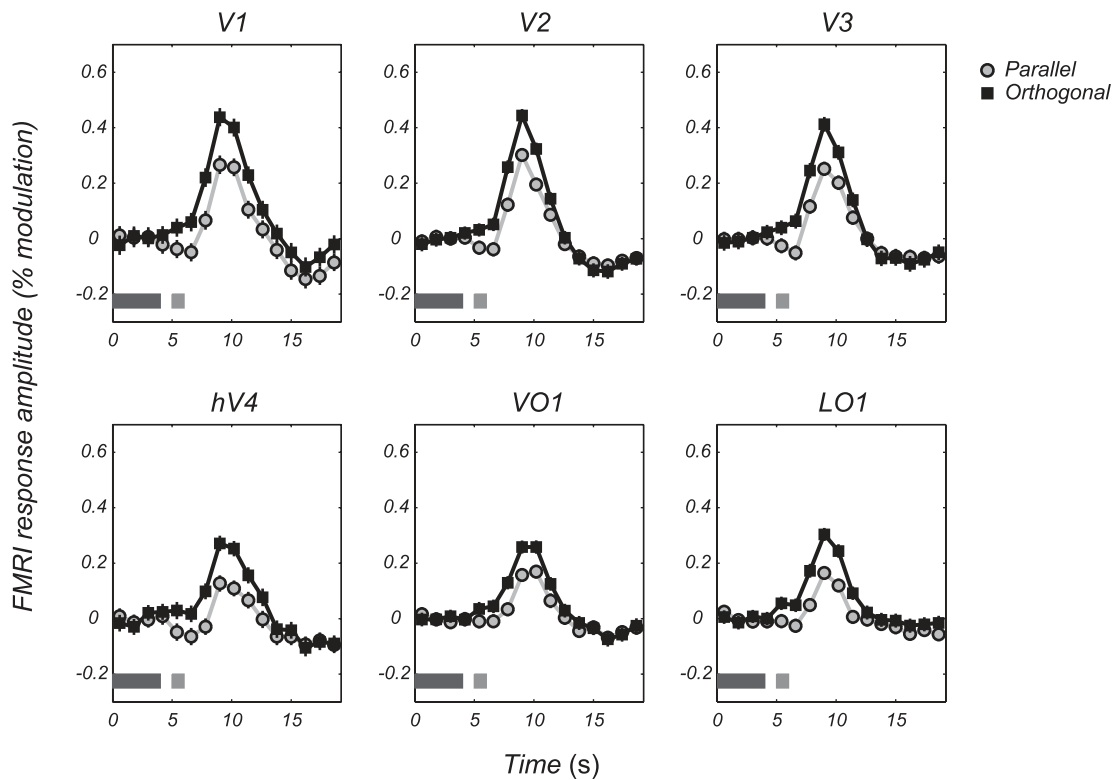 V1 V2 V3
Parallel
Orthogonal
FMRI response amplitude (% modulation)
0.6 0.6 0.6
0.4 0.4 0.4
0.2 0.2 0.2
0 0 0
-0.2 -0.2 -0.2
0 5 10 15 0 5 10 15 0 5 10 15
hV4 VO1 LO1
0.6 0.6 0.6
0.4 0.4 0.4
0.2 0.2 0.2
0 0 0
-0.2 -0.2 -0.2
0 5 10 15 0 5 10 15 0 5 10 15
Time (s)